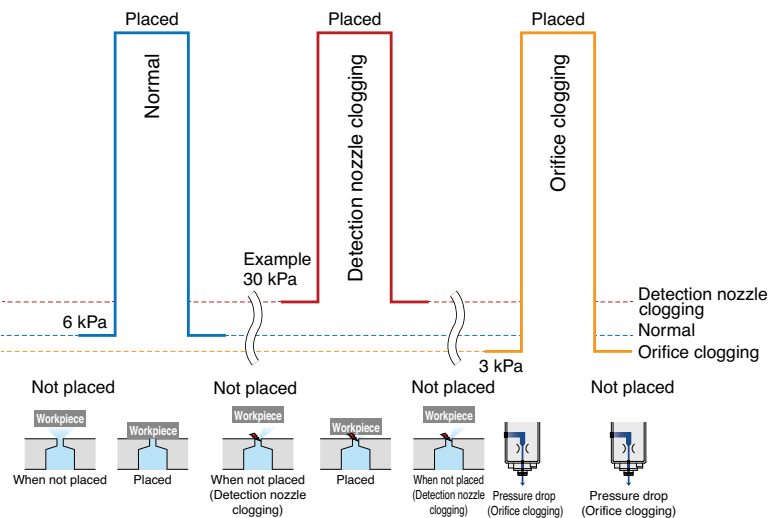 Placed
Placed
Placed
Normal
Detection nozzle clogging
Orifice clogging
Example
30 kPa
6 kPa
3 kPa
Detection nozzle
clogging
Normal
Orifice clogging
Not placed
Not placed
Not placed
Not placed
Workpiece
Workpiece
Workpiece
Workpiece
Workpiece
When not placed
Placed
When not placed
(Detection nozzle
clogging)
Placed
When not placed
(Detection nozzle
clogging)
Pressure drop
(Orifice clogging)
Pressure drop
(Orifice clogging)